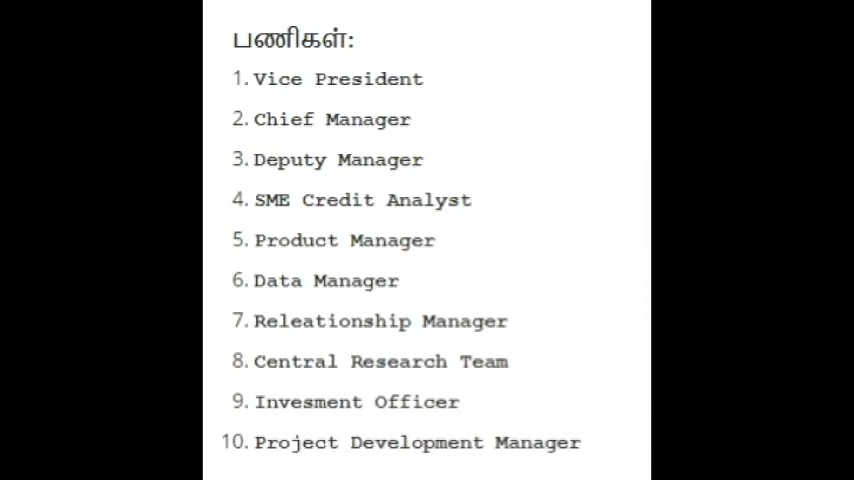 பணிகள்:
1. Vice President
2. Chief Manager
3. Deputy Manager
4. SME Credit Analyst
5. Product Manager
6. Data Manager
7. Releationship Manager
8. Central Research Team
9. Invesment Officer
10. Project Development Manager